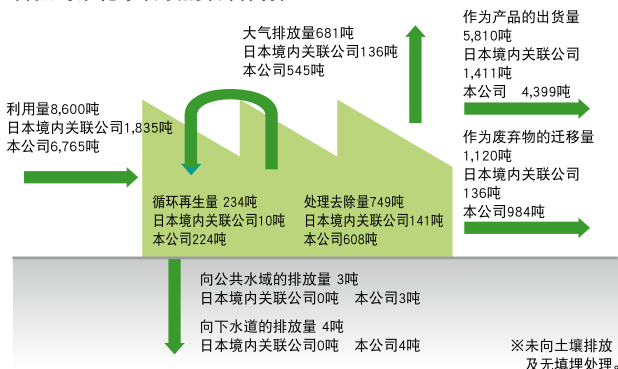 大气排放量681吨
日本境内关联公司136吨
本公司545吨
作为产品的出货量
5,810吨
日本境内关联公司
1,411吨
本公司　4,399吨
利用量8,600吨
日本境内关联公司1,835吨
本公司6,765吨
作为废弃物的迁移量
1,120吨
日本境内关联公司
136吨
本公司984吨
循环再生量 234吨
日本境内关联公司10吨
本公司224吨
处理去除量749吨
日本境内关联公司141吨
本公司608吨
向公共水域的排放量 3吨
日本境内关联公司0吨　本公司3吨
向下水道的排放量 4吨
日本境内关联公司0吨　本公司4吨
※未向土壤排放
及无填埋处理。